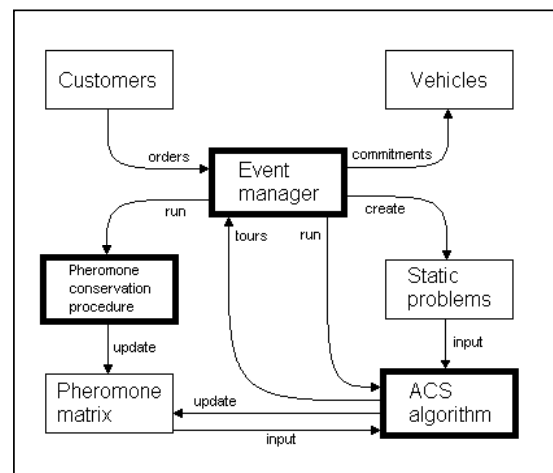 Customers
Vehicles
orders
commitments
Event
manager
run
tours
run
create
Pheromone
conservation
procedure
Static
problems
update
input
Pheromone
matrix
update
input
ACS
algorithm